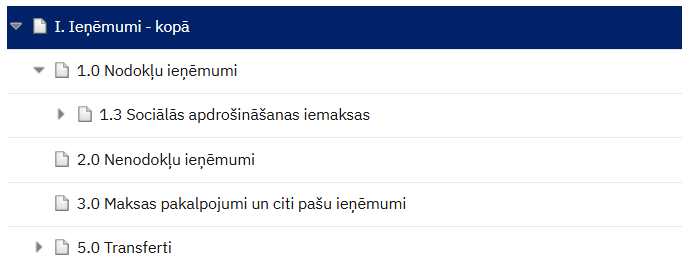 I. Ieņēmumi - kopā
1.0 Nodokļu ieņēmumi
1.3 Sociālās apdrošināšanas iemaksas
2.0 Nenodokļu ieņēmumi
3.0 Maksas pakalpojumi un citi pašu ieņēmumi
5.0 Transferti